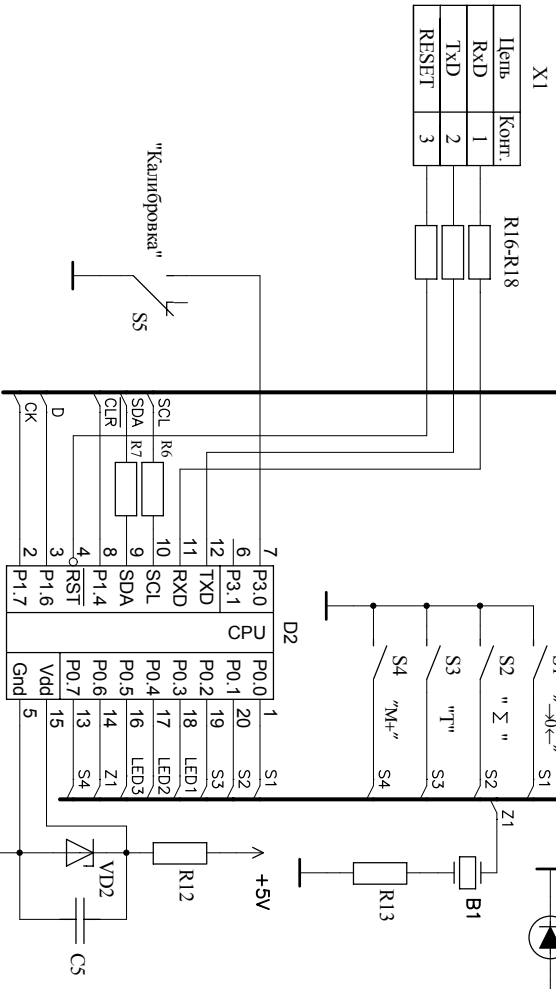 X1
Цепь Конт.
RxD 1
TxD 2
RESET 3
R16-R18
"Калибровка"
S5
SCL
SDA
CLR
D
CK
R6
R7
D2
CPU
7 P3.0 P0.0 1 S1
6 P3.1 P0.1 20 S2
12 TXD P0.2 19 S3
11 RXD P0.3 18 LED1
10 SCL P0.4 17 LED2
9 SDA P0.5 16 LED3
8 P1.4 P0.6 14 Z1
4 RST P0.7 13 S4
3 P1.6 Vdd 15
2 P1.7 Gnd 5
"→0←" S1
S2 " Σ " S2
S3 "T" S3
S4 "M+" S4
Z1
B1
R13
+5V
R12
VD2
C5